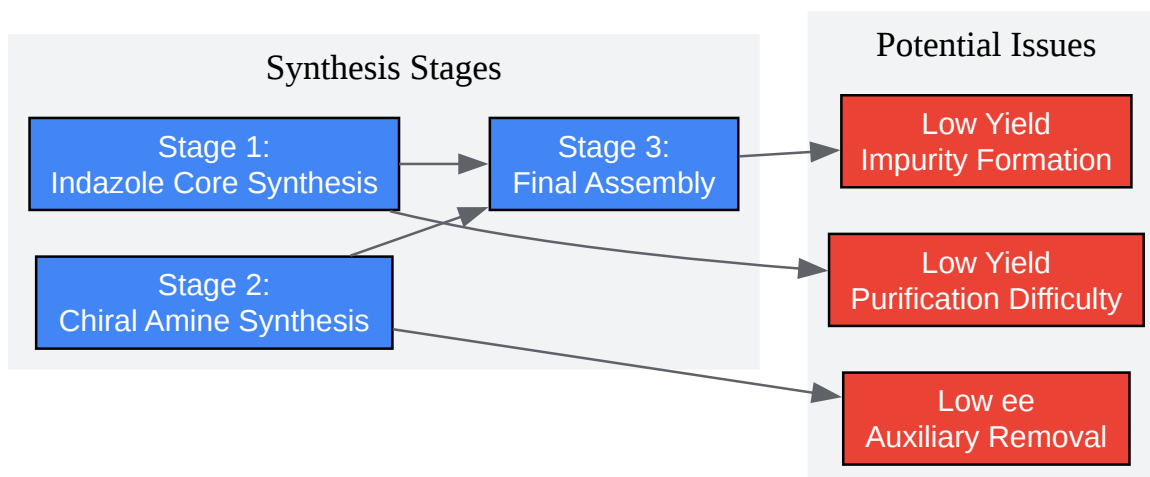 Synthesis Stages
Stage 1:
Indazole Core Synthesis
Stage 2:
Chiral Amine Synthesis
Stage 3:
Final Assembly
Potential Issues
Low Yield
Impurity Formation
Low Yield
Purification Difficulty
Low ee
Auxiliary Removal